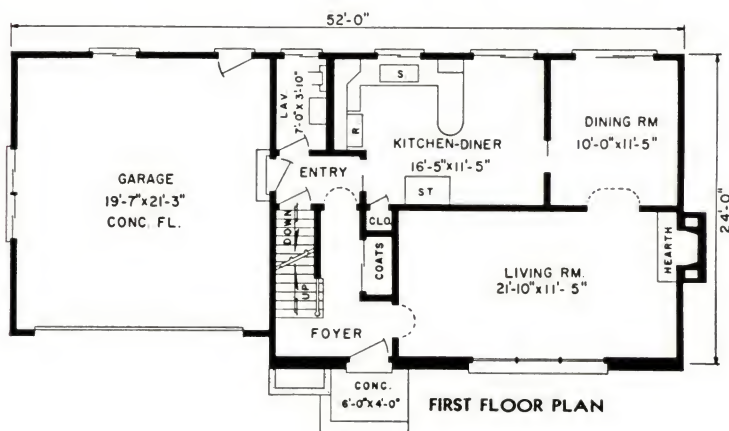 52'-0"
LAV.
7'-0"X3'-10"
S
R
KITCHEN-DINER
16'-5"X11'-5"
ST
DINING RM
10'-0"X11'-5"
24'-0"
GARAGE
19'-7"X21'-3"
CONC. FL.
ENTRY
CLO.
DOWN
UP
COATS
LIVING RM.
21'-10"X11'-5"
HEARTH
FOYER
CONC.
6'-0"X4'-0"
FIRST FLOOR PLAN